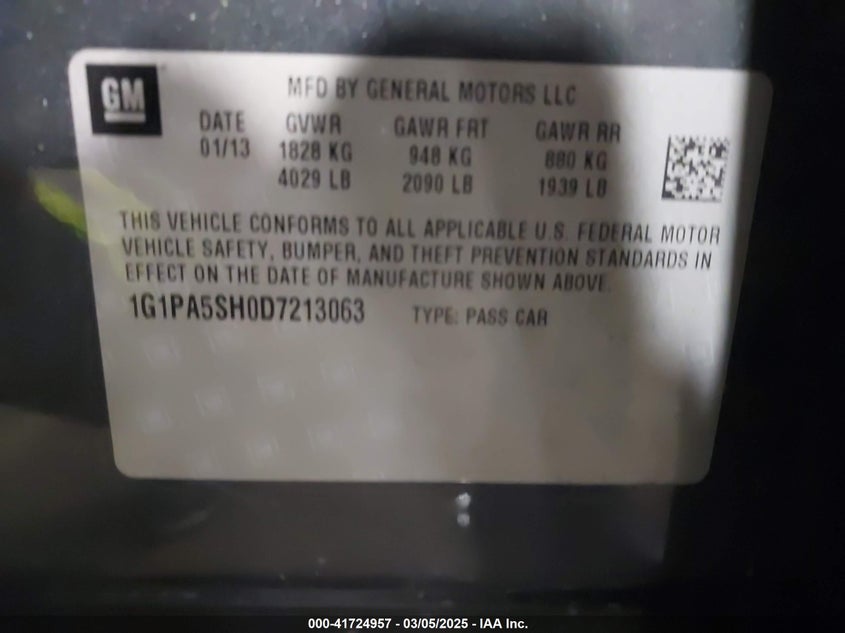 GM
MFD BY GENERAL MOTORS LLC
DATE GVWR GAWR FRT GAWR RR
01/13 1828 KG 948 KG 880 KG
4029 LB 2090 LB 1939 LB
THIS VEHICLE CONFORMS TO ALL APPLICABLE U.S. FEDERAL MOTOR
VEHICLE SAFETY, BUMPER, AND THEFT PREVENTION STANDARDS IN
EFFECT ON THE DATE OF MANUFACTURE SHOWN ABOVE.
1G1PA5SH0D7213063 TYPE: PASS CAR
000-41724957 - 03/05/2025 - IAA Inc.